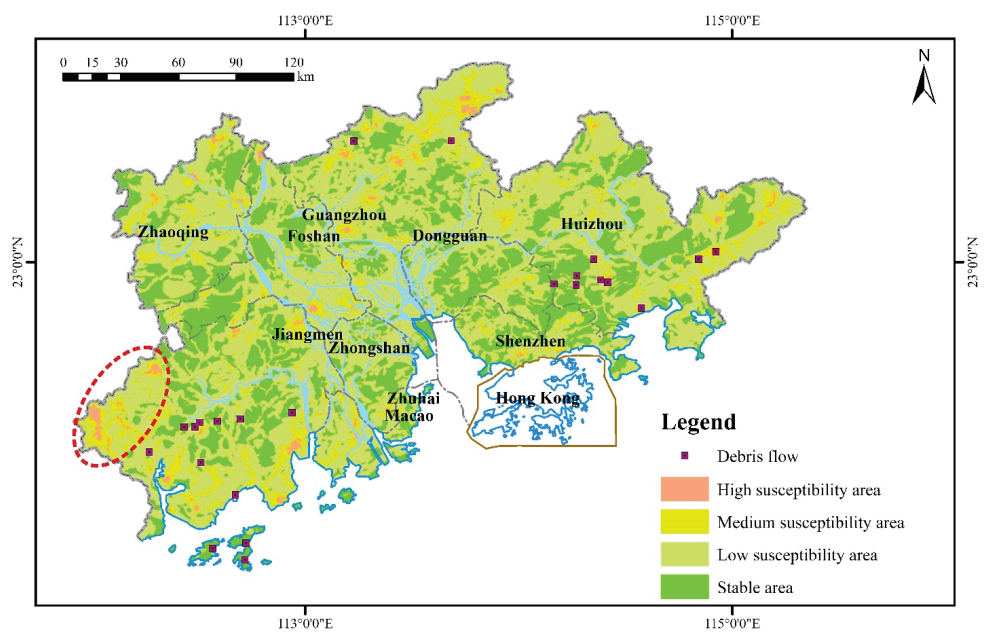 113°0'0"E 115°0'0"E
0 15 30 60 90 120
km
N
Guangzhou
Huizhou
Zhaoqing
Foshan
Dongguan
23°0'0"N
23°0'0"N
Jiangmen
Zhongshan
Shenzhen
Zhuhai
Macao
Hong Kong
Legend
Debris flow
High susceptibility area
Medium susceptibility area
Low susceptibility area
Stable area
113°0'0"E 115°0'0"E